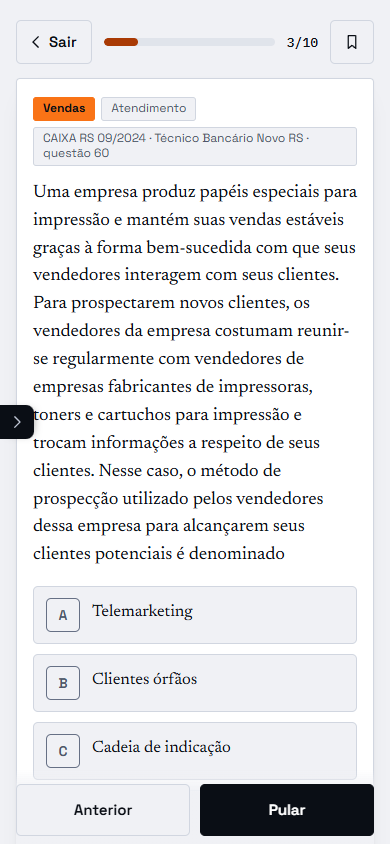 Sair
3/10
Vendas
Atendimento
CAIXA RS 09/2024 · Técnico Bancário Novo RS ·
questão 60
Uma empresa produz papéis especiais para
impressão e mantém suas vendas estáveis
graças à forma bem-sucedida com que seus
vendedores interagem com seus clientes.
Para prospectarem novos clientes, os
vendedores da empresa costumam reunir-
se regularmente com vendedores de
empresas fabricantes de impressoras,
toners e cartuchos para impressão e
trocam informações a respeito de seus
clientes. Nesse caso, o método de
prospecção utilizado pelos vendedores
dessa empresa para alcançarem seus
clientes potenciais é denominado
A Telemarketing
B Clientes órfãos
C Cadeia de indicação
Anterior
Pular